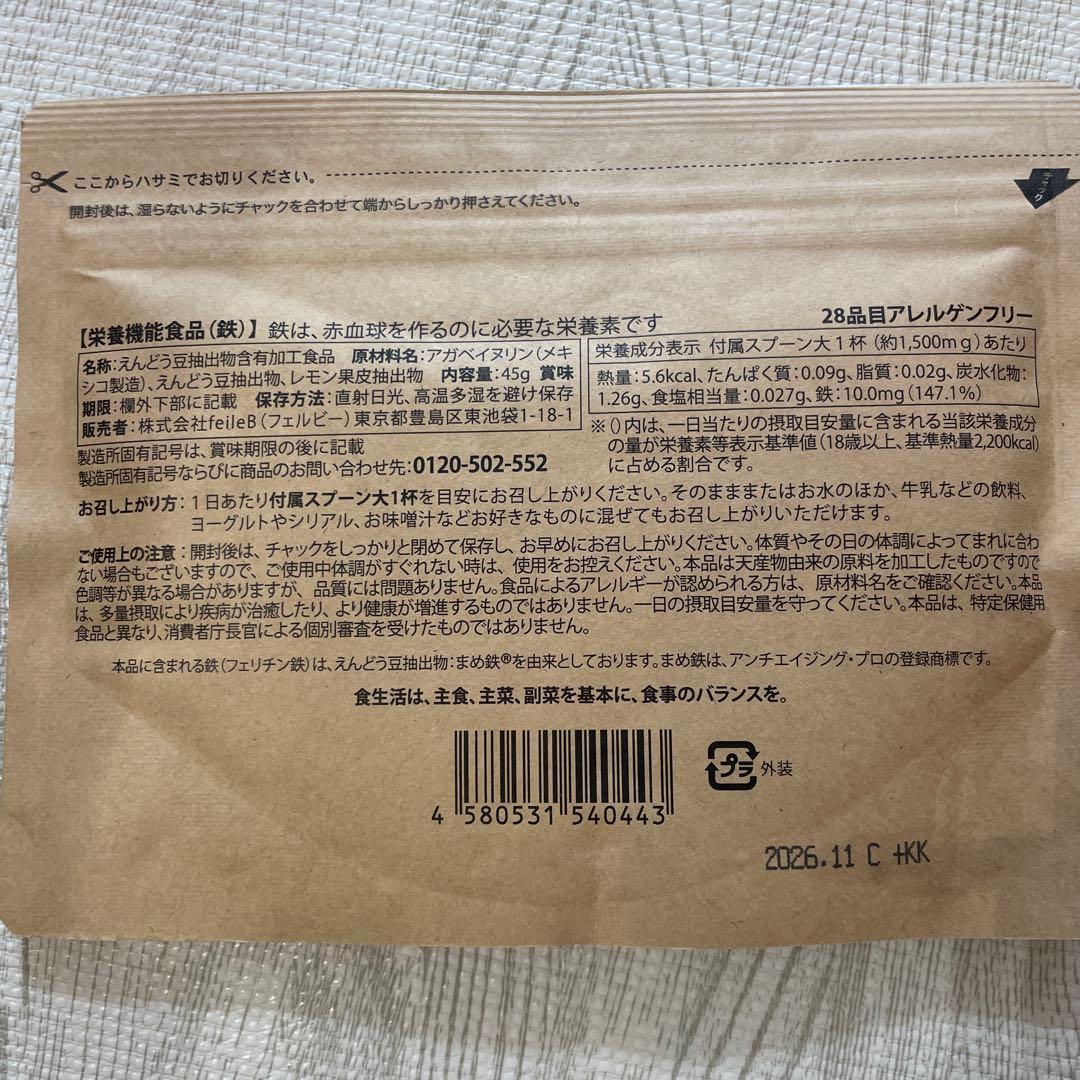 ここからハサミでお切りください。
チャック
開封後は、湿らないようにチャックを合わせて端からしっかり押さえてください。
【栄養機能食品(鉄)】 鉄は、赤血球を作るのに必要な栄養素です
28品目アレルゲンフリー
名称:えんどう豆抽出物含有加工食品 原材料名:アガベイヌリン(メキ
シコ製造)、えんどう豆抽出物、レモン果皮抽出物 内容量:45g 賞味
期限:欄外下部に記載 保存方法:直射日光、高温多湿を避け保存
販売者:株式会社feileB(フェルビー)東京都豊島区東池袋1-18-1
製造所固有記号は、賞味期限の後に記載
製造所固有記号ならびに商品のお問い合わせ先:0120-502-552
栄養成分表示 付属スプーン大1杯(約1,500mg)あたり
熱量:5.6kcal、たんぱく質:0.09g、脂質:0.02g、炭水化物:
1.26g、食塩相当量:0.027g、鉄:10.0mg(147.1%)
※()内は、一日当たりの摂取目安量に含まれる当該栄養成分
の量が栄養素等表示基準値(18歳以上、基準熱量2,200kcal)
に占める割合です。
お召し上がり方:1日あたり付属スプーン大1杯を目安にお召し上がりください。そのまままたはお水のほか、牛乳などの飲料、
ヨーグルトやシリアル、お味噌汁などお好きなものに混ぜてもお召し上がりいただけます。
ご使用上の注意:開封後は、チャックをしっかりと閉めて保存し、お早めにお召し上がりください。体質やその日の体調によってまれに合わ
ない場合もございますので、ご使用中体調がすぐれない時は、使用をお控えください。本品は天産物由来の原料を加工したものですので
色調等が異なる場合がありますが、品質には問題ありません。食品によるアレルギーが認められる方は、原材料名をご確認ください。本品
は、多量摂取により疾病が治癒したり、より健康が増進するものではありません。一日の摂取目安量を守ってください。本品は、特定保健用
食品と異なり、消費者庁長官による個別審査を受けたものではありません。
本品に含まれる鉄(フェリチン鉄)は、えんどう豆抽出物:まめ鉄®を由来としております。まめ鉄は、アンチエイジング・プロの登録商標です。
食生活は、主食、主菜、副菜を基本に、食事のバランスを。
4 580531 540443
プラ 外装
2026.11 C +KK